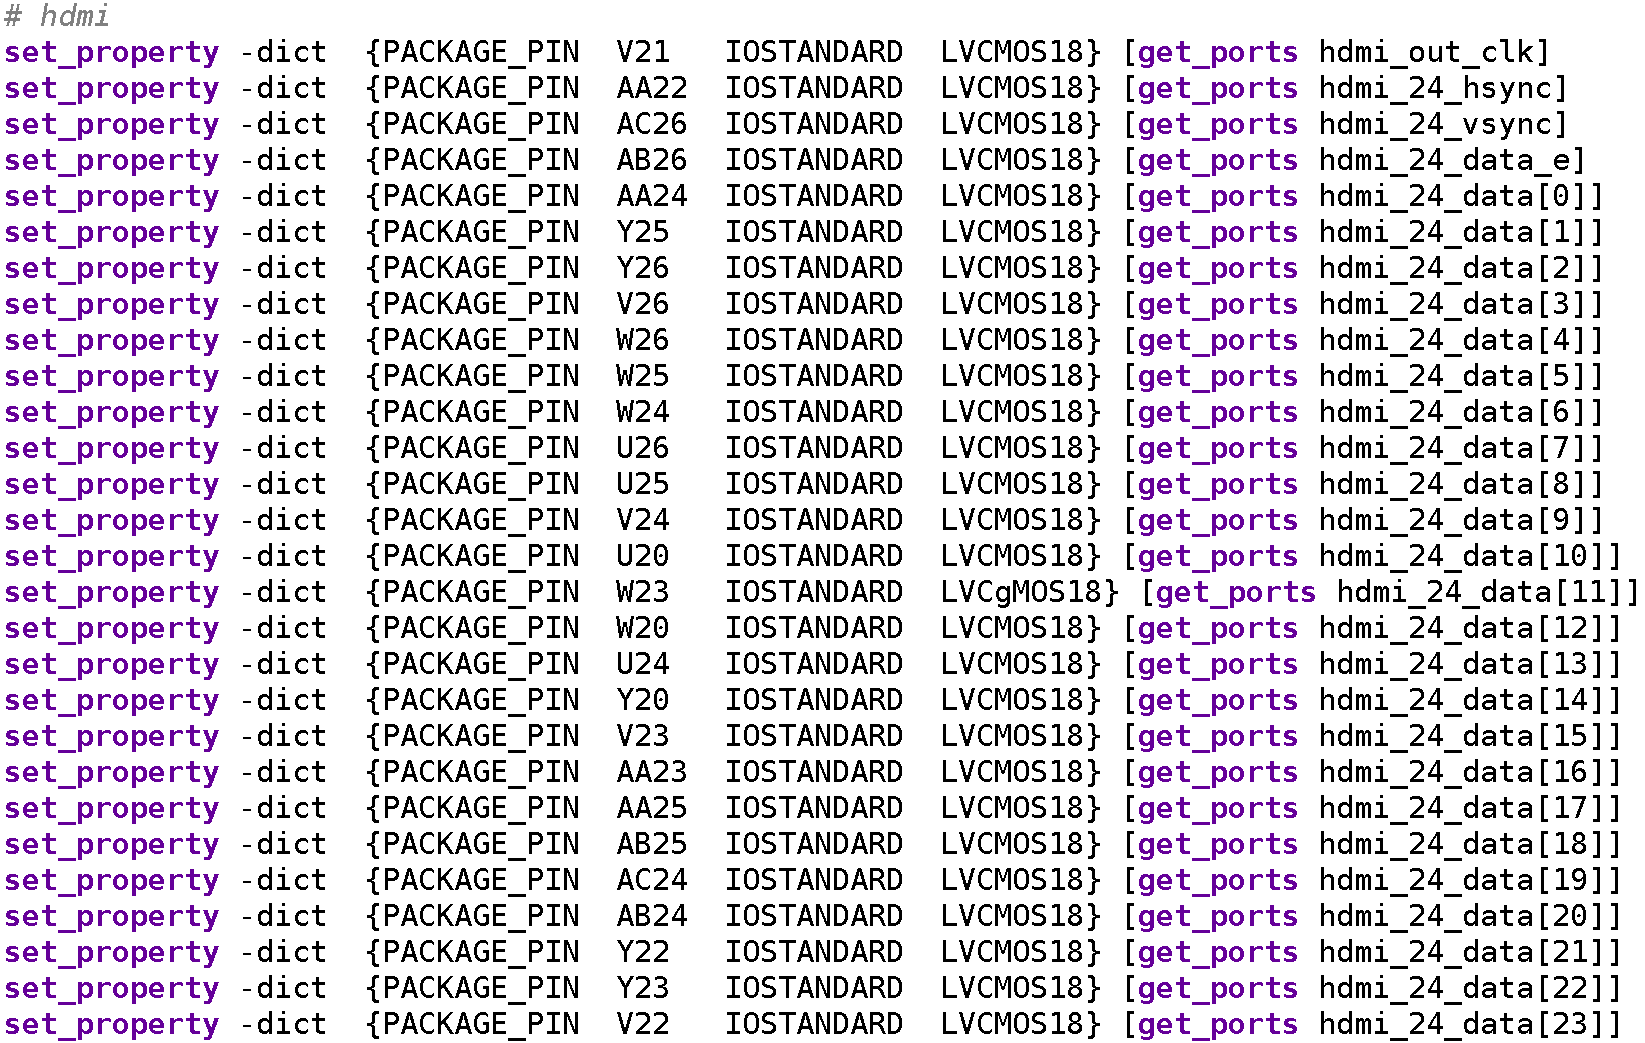 # hdmi
set_property -dict  {PACKAGE_PIN  V21   IOSTANDARD  LVCMOS18} [get_ports hdmi_out_clk]
set_property -dict  {PACKAGE_PIN  AA22  IOSTANDARD  LVCMOS18} [get_ports hdmi_24_hsync]
set_property -dict  {PACKAGE_PIN  AC26  IOSTANDARD  LVCMOS18} [get_ports hdmi_24_vsync]
set_property -dict  {PACKAGE_PIN  AB26  IOSTANDARD  LVCMOS18} [get_ports hdmi_24_data_e]
set_property -dict  {PACKAGE_PIN  AA24  IOSTANDARD  LVCMOS18} [get_ports hdmi_24_data[0]]
set_property -dict  {PACKAGE_PIN  Y25   IOSTANDARD  LVCMOS18} [get_ports hdmi_24_data[1]]
set_property -dict  {PACKAGE_PIN  Y26   IOSTANDARD  LVCMOS18} [get_ports hdmi_24_data[2]]
set_property -dict  {PACKAGE_PIN  V26   IOSTANDARD  LVCMOS18} [get_ports hdmi_24_data[3]]
set_property -dict  {PACKAGE_PIN  W26   IOSTANDARD  LVCMOS18} [get_ports hdmi_24_data[4]]
set_property -dict  {PACKAGE_PIN  W25   IOSTANDARD  LVCMOS18} [get_ports hdmi_24_data[5]]
set_property -dict  {PACKAGE_PIN  W24   IOSTANDARD  LVCMOS18} [get_ports hdmi_24_data[6]]
set_property -dict  {PACKAGE_PIN  U26   IOSTANDARD  LVCMOS18} [get_ports hdmi_24_data[7]]
set_property -dict  {PACKAGE_PIN  U25   IOSTANDARD  LVCMOS18} [get_ports hdmi_24_data[8]]
set_property -dict  {PACKAGE_PIN  V24   IOSTANDARD  LVCMOS18} [get_ports hdmi_24_data[9]]
set_property -dict  {PACKAGE_PIN  U20   IOSTANDARD  LVCMOS18} [get_ports hdmi_24_data[10]]
set_property -dict  {PACKAGE_PIN  W23   IOSTANDARD  LVCgMOS18} [get_ports hdmi_24_data[11]]
set_property -dict  {PACKAGE_PIN  W20   IOSTANDARD  LVCMOS18} [get_ports hdmi_24_data[12]]
set_property -dict  {PACKAGE_PIN  U24   IOSTANDARD  LVCMOS18} [get_ports hdmi_24_data[13]]
set_property -dict  {PACKAGE_PIN  Y20   IOSTANDARD  LVCMOS18} [get_ports hdmi_24_data[14]]
set_property -dict  {PACKAGE_PIN  V23   IOSTANDARD  LVCMOS18} [get_ports hdmi_24_data[15]]
set_property -dict  {PACKAGE_PIN  AA23  IOSTANDARD  LVCMOS18} [get_ports hdmi_24_data[16]]
set_property -dict  {PACKAGE_PIN  AA25  IOSTANDARD  LVCMOS18} [get_ports hdmi_24_data[17]]
set_property -dict  {PACKAGE_PIN  AB25  IOSTANDARD  LVCMOS18} [get_ports hdmi_24_data[18]]
set_property -dict  {PACKAGE_PIN  AC24  IOSTANDARD  LVCMOS18} [get_ports hdmi_24_data[19]]
set_property -dict  {PACKAGE_PIN  AB24  IOSTANDARD  LVCMOS18} [get_ports hdmi_24_data[20]]
set_property -dict  {PACKAGE_PIN  Y22   IOSTANDARD  LVCMOS18} [get_ports hdmi_24_data[21]]
set_property -dict  {PACKAGE_PIN  Y23   IOSTANDARD  LVCMOS18} [get_ports hdmi_24_data[22]]
set_property -dict  {PACKAGE_PIN  V22   IOSTANDARD  LVCMOS18} [get_ports hdmi_24_data[23]]